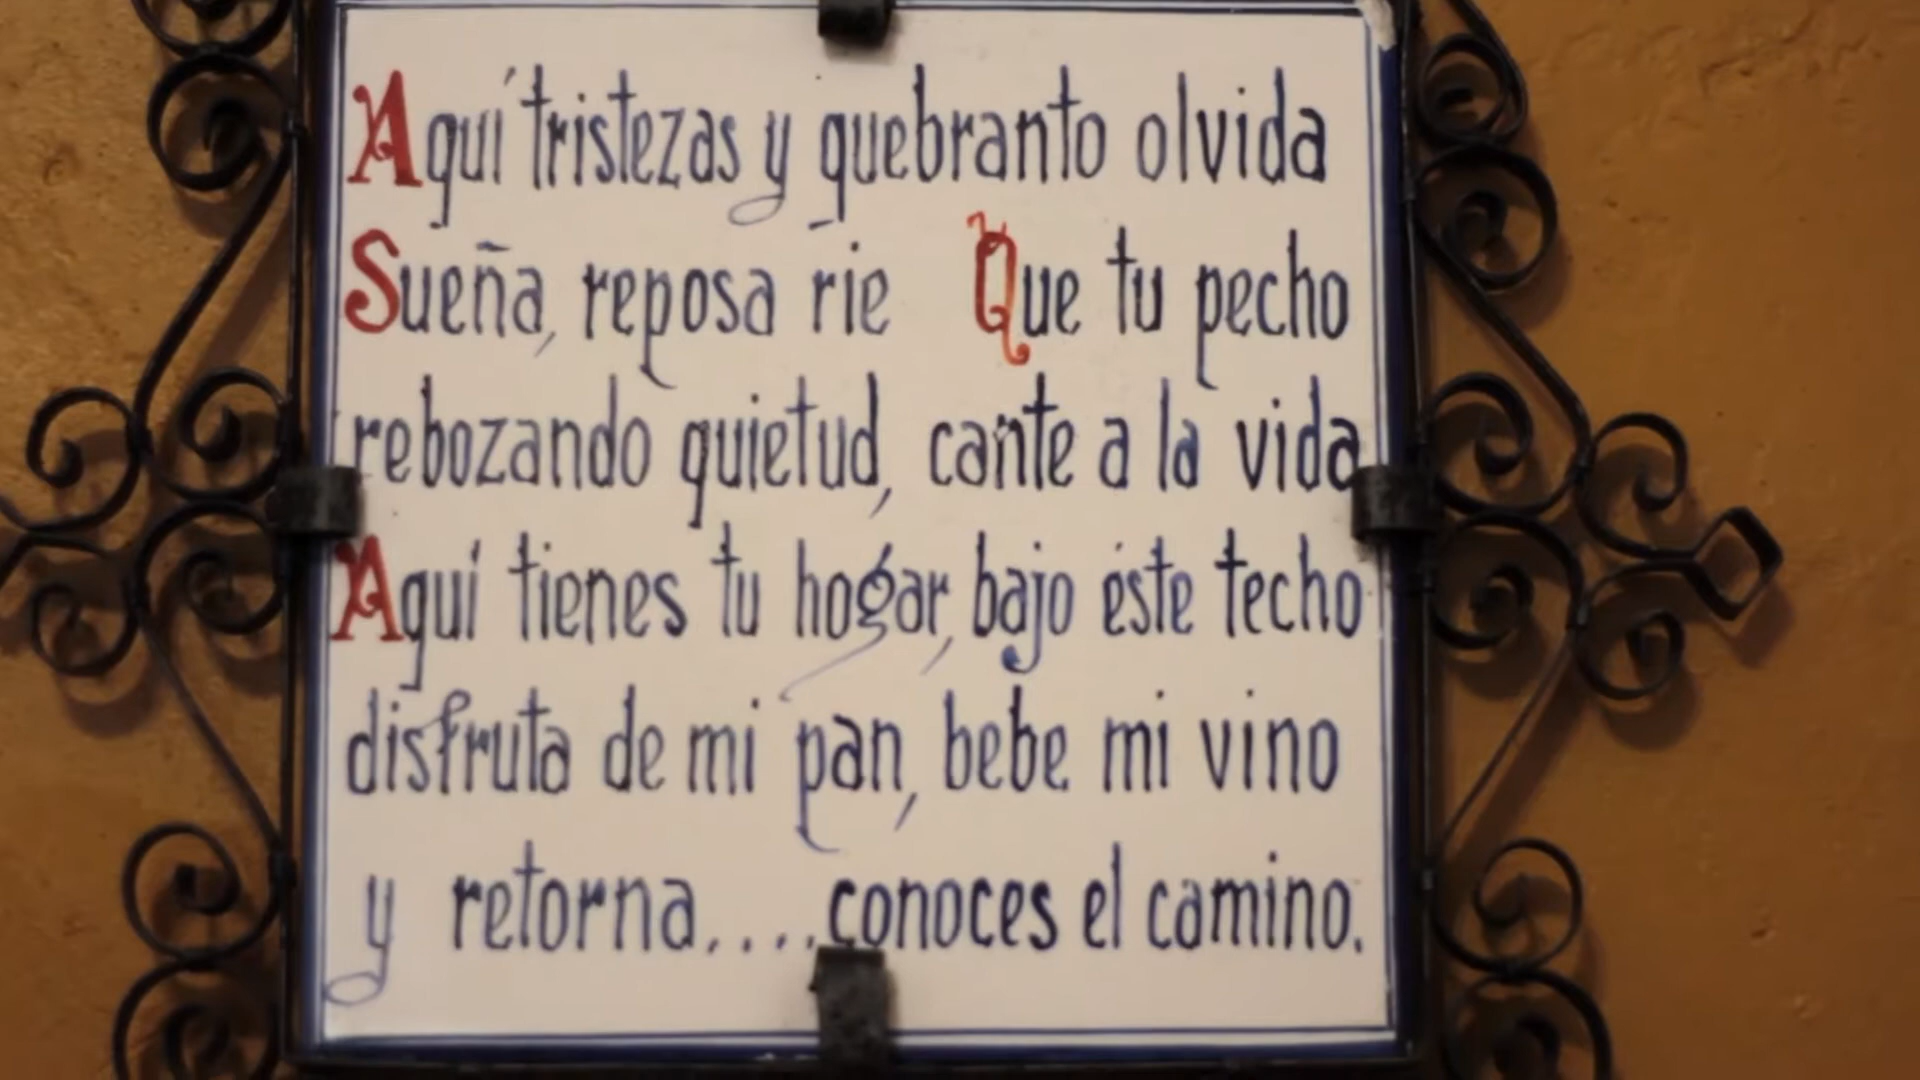 Aquí tristezas y quebranto olvida
Sueña, reposa rie Que tu pecho
rebozando quietud, cante a la vida
Aquí tienes tu hogar, bajo éste techo
disfruta de mi pan, bebe mi vino
y retorna....conoces el camino.